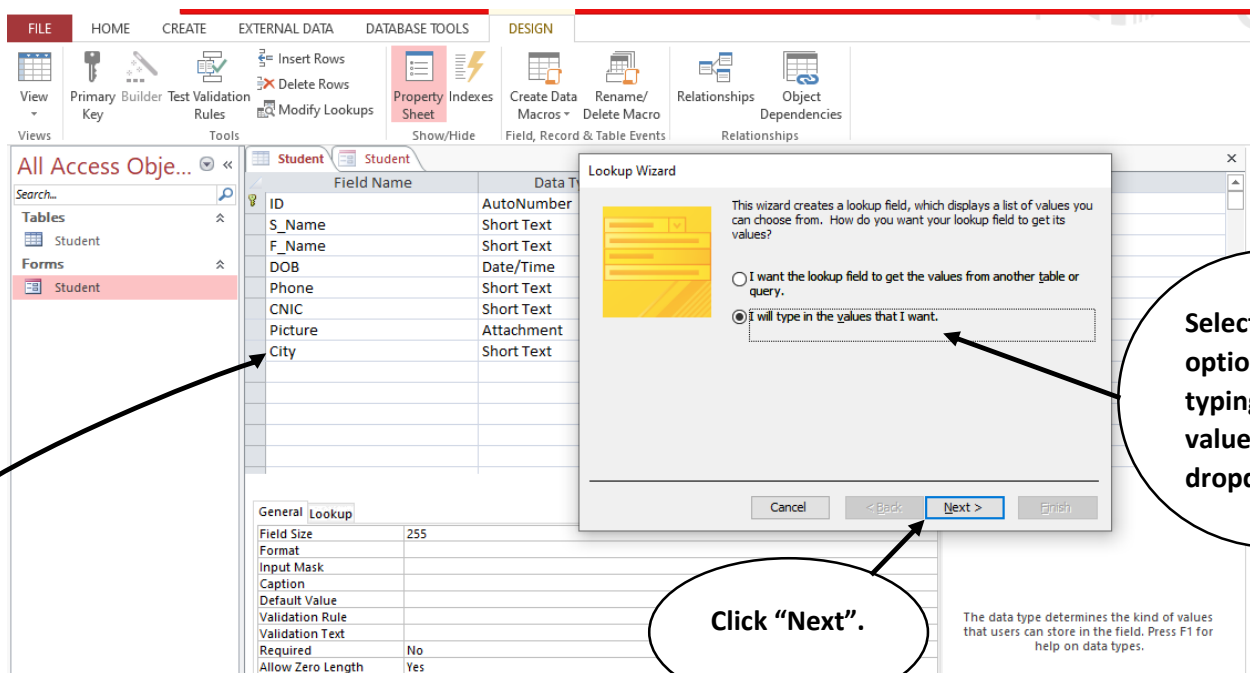 FILE HOME CREATE EXTERNAL DATA DATABASE TOOLS DESIGN
View
Views
Primary Key
Builder
Test Validation Rules
Insert Rows
Delete Rows
Modify Lookups
Tools
Property Sheet
Indexes
Show/Hide
Create Data Macros
Rename/ Delete Macro
Field, Record & Table Events
Relationships
Object Dependencies
Relationships
All Access Obje...
Search...
Tables
Student
Forms
Student
Student Student
Field Name Data Ty
ID AutoNumber
S_Name Short Text
F_Name Short Text
DOB Date/Time
Phone Short Text
CNIC Short Text
Picture Attachment
City Short Text
Lookup Wizard
This wizard creates a lookup field, which displays a list of values you
can choose from. How do you want your lookup field to get its
values?
I want the lookup field to get the values from another table or
query.
I will type in the values that I want.
Cancel < Back Next > Finish
Click “Next”.
General Lookup
Field Size 255
Format
Input Mask
Caption
Default Value
Validation Rule
Validation Text
Required No
Allow Zero Length Yes
The data type determines the kind of values
that users can store in the field. Press F1 for
help on data types.